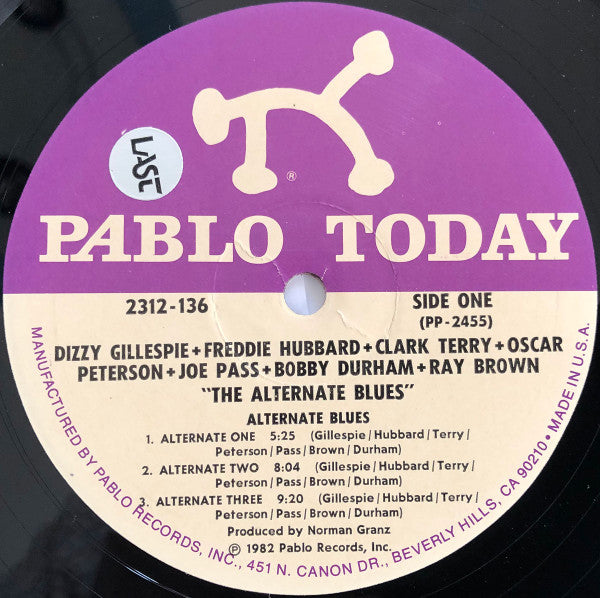 LAST
®
PABLO TODAY
2312-136
SIDE ONE
(PP-2455)
DIZZY GILLESPIE+FREDDIE HUBBARD+CLARK TERRY+OSCAR
PETERSON+JOE PASS+BOBBY DURHAM+RAY BROWN
"THE ALTERNATE BLUES"
ALTERNATE BLUES
1. ALTERNATE ONE 5:25 (Gillespie/Hubbard/Terry/
Peterson/Pass/Brown/Durham)
2. ALTERNATE TWO 8:04 (Gillespie/Hubbard/Terry/
Peterson/Pass/Brown/Durham)
3. ALTERNATE THREE 9:20 (Gillespie/Hubbard/Terry/
Peterson/Pass/Brown/Durham)
Produced by Norman Granz
℗ 1982 Pablo Records, Inc.
MANUFACTURED BY PABLO RECORDS, INC., 451 N. CANON DR., BEVERLY HILLS, CA 90210 • MADE IN U.S.A.